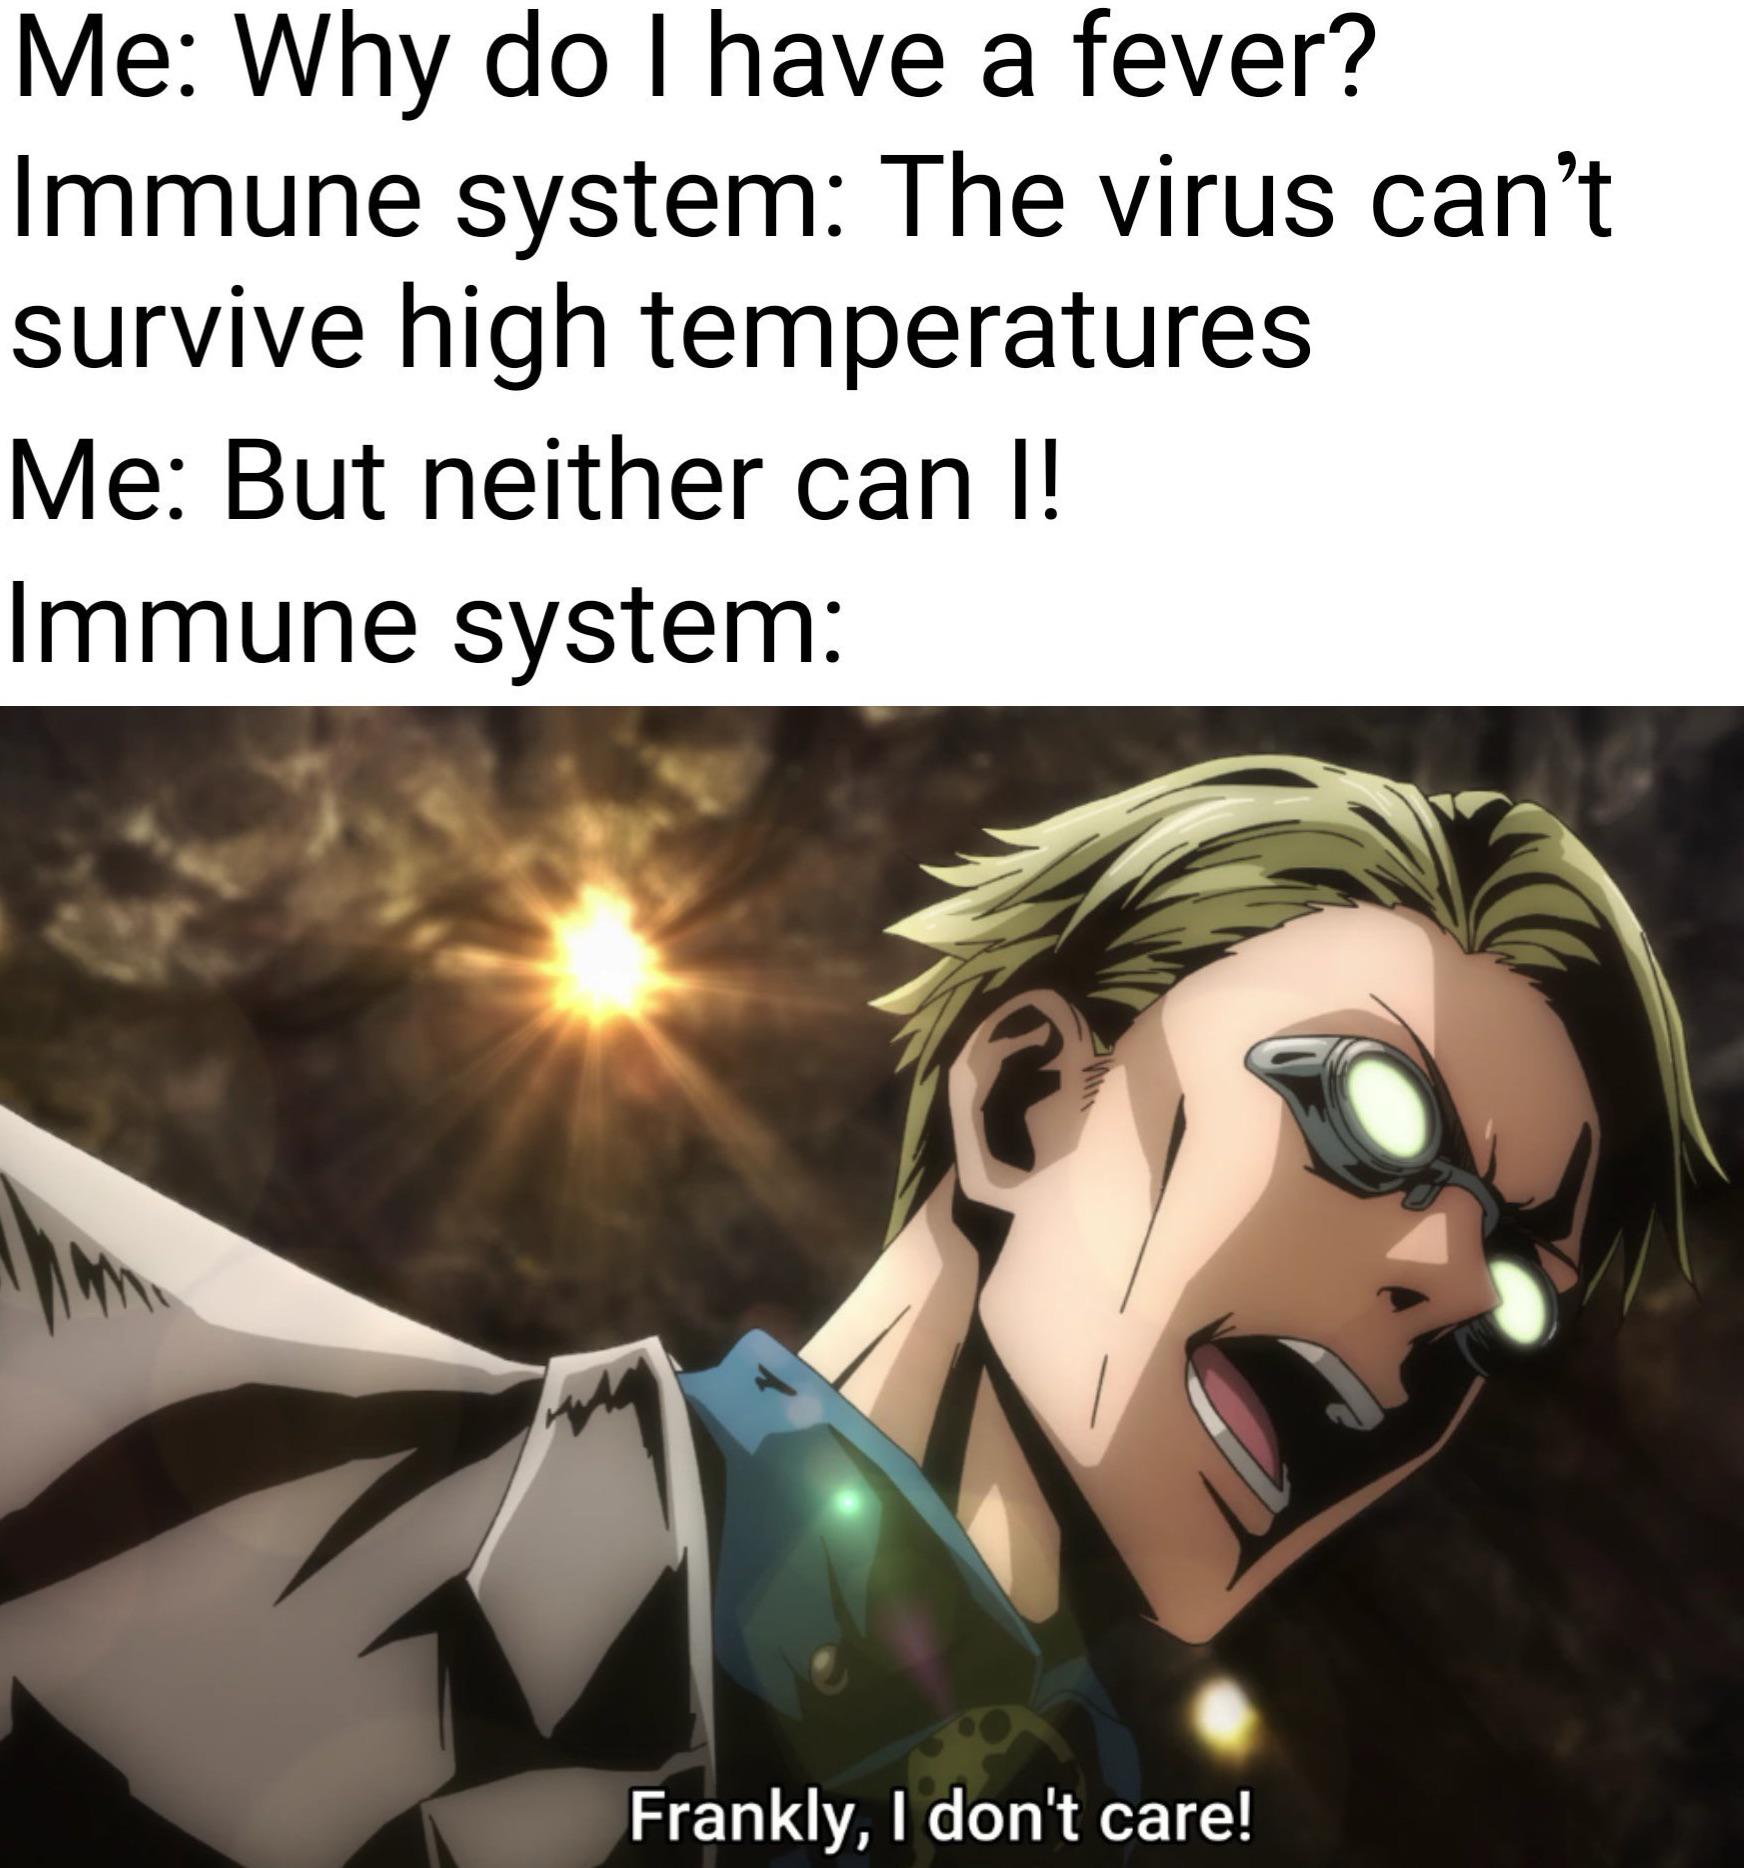 Me: Why do I have a fever?
Immune system: The virus can’t
survive high temperatures
Me: But neither can I!
Immune system:
Frankly, I don't care!